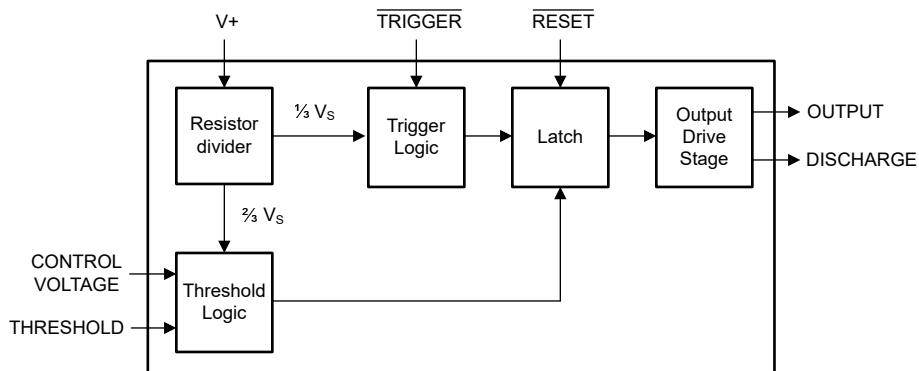 V+
TRIGGER
RESET
Resistor
divider
⅓ VS
Trigger
Logic
Latch
Output
Drive
Stage
OUTPUT
DISCHARGE
⅔ VS
CONTROL
VOLTAGE
THRESHOLD
Threshold
Logic